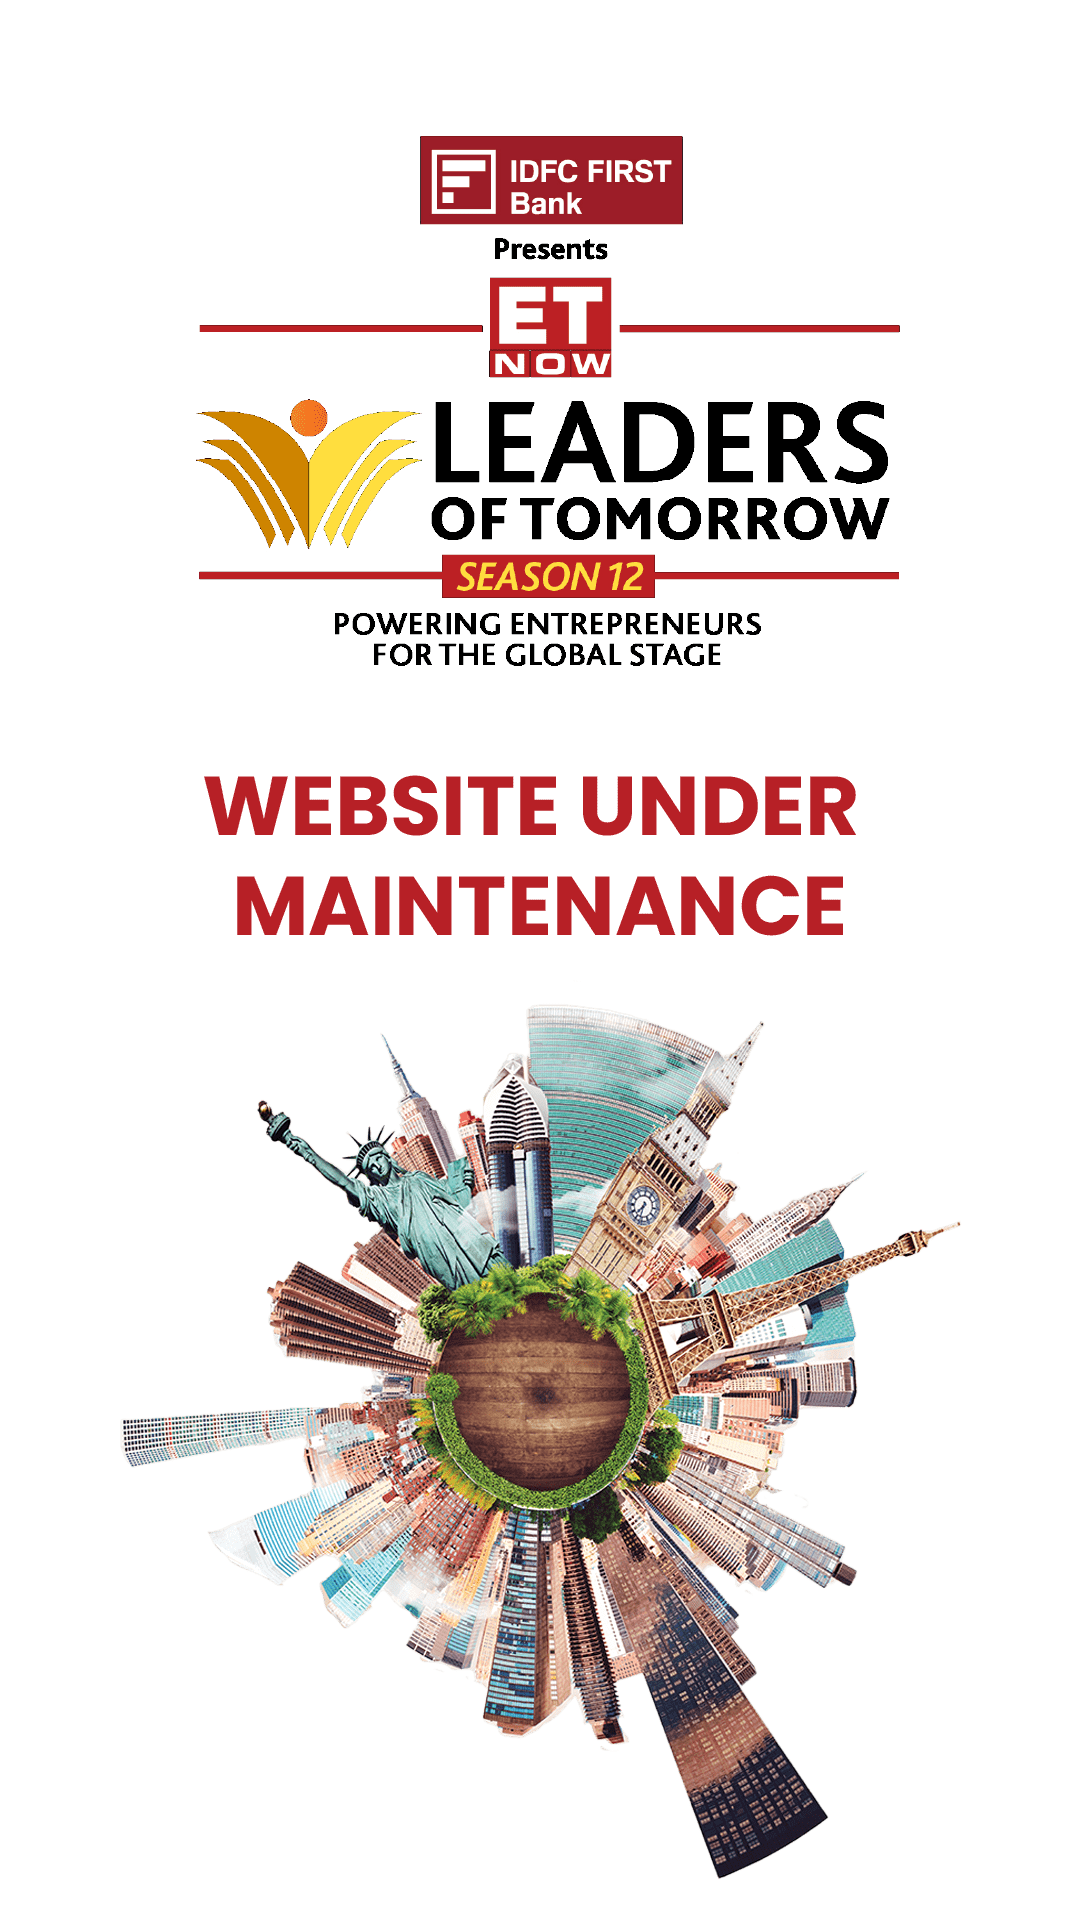 IDFC FIRST
Bank
Presents
ET
NOW
LEADERS
OF TOMORROW
SEASON 12
POWERING ENTREPRENEURS
FOR THE GLOBAL STAGE
WEBSITE UNDER
MAINTENANCE